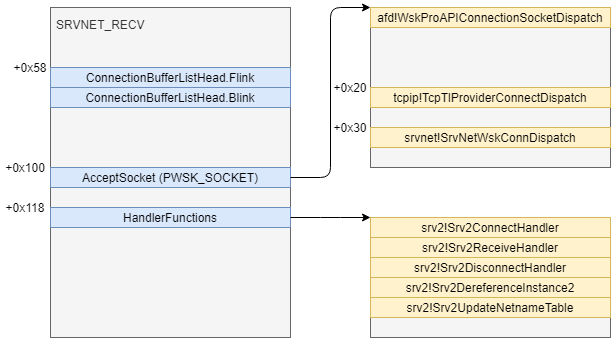 SRVNET_RECV
+0x58
ConnectionBufferListHead.Flink
ConnectionBufferListHead.Blink
+0x100
AcceptSocket (PWSK_SOCKET)
+0x118
HandlerFunctions
afd!WskProAPIConnectionSocketDispatch
+0x20
tcpip!TcpTlProviderConnectDispatch
+0x30
srvnet!SrvNetWskConnDispatch
srv2!Srv2ConnectHandler
srv2!Srv2ReceiveHandler
srv2!Srv2DisconnectHandler
srv2!Srv2DereferenceInstance2
srv2!Srv2UpdateNetnameTable